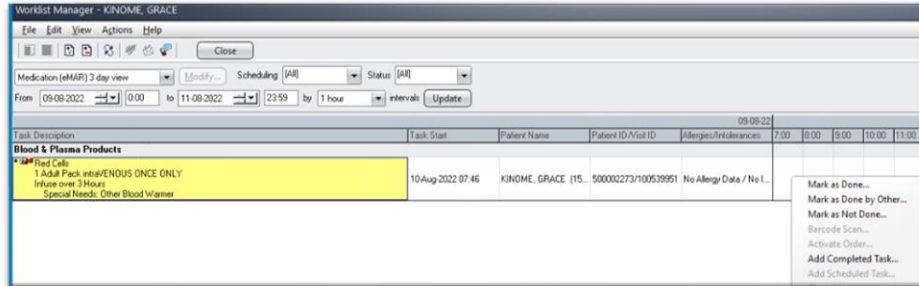 Worklist Manager - KINOME, GRACE
File Edit View Actions Help
Close
Medication (eMAR) 3 day view Modify... Scheduling [All] Status [All]
From 09-08-2022 0:00 to 11-08-2022 23:59 by 1 hour intervals Update
09-08-22
Task Description Task Start Patient Name Patient ID/Visit ID Allergies/Intolerances 7:00 8:00 9:00 10:00 11:00
Blood & Plasma Products
Red Cells
1 Adult Pack intraVENOUS ONCE ONLY
Infuse over 3 Hours
Special Needs: Other Blood Warmer
10-Aug-2022 07:46 KINOME, GRACE (15... 500002273/100539951 No Allergy Data / No I...
Mark as Done...
Mark as Done by Other...
Mark as Not Done...
Barcode Scan...
Activate Order...
Add Completed Task...
Add Scheduled Task...